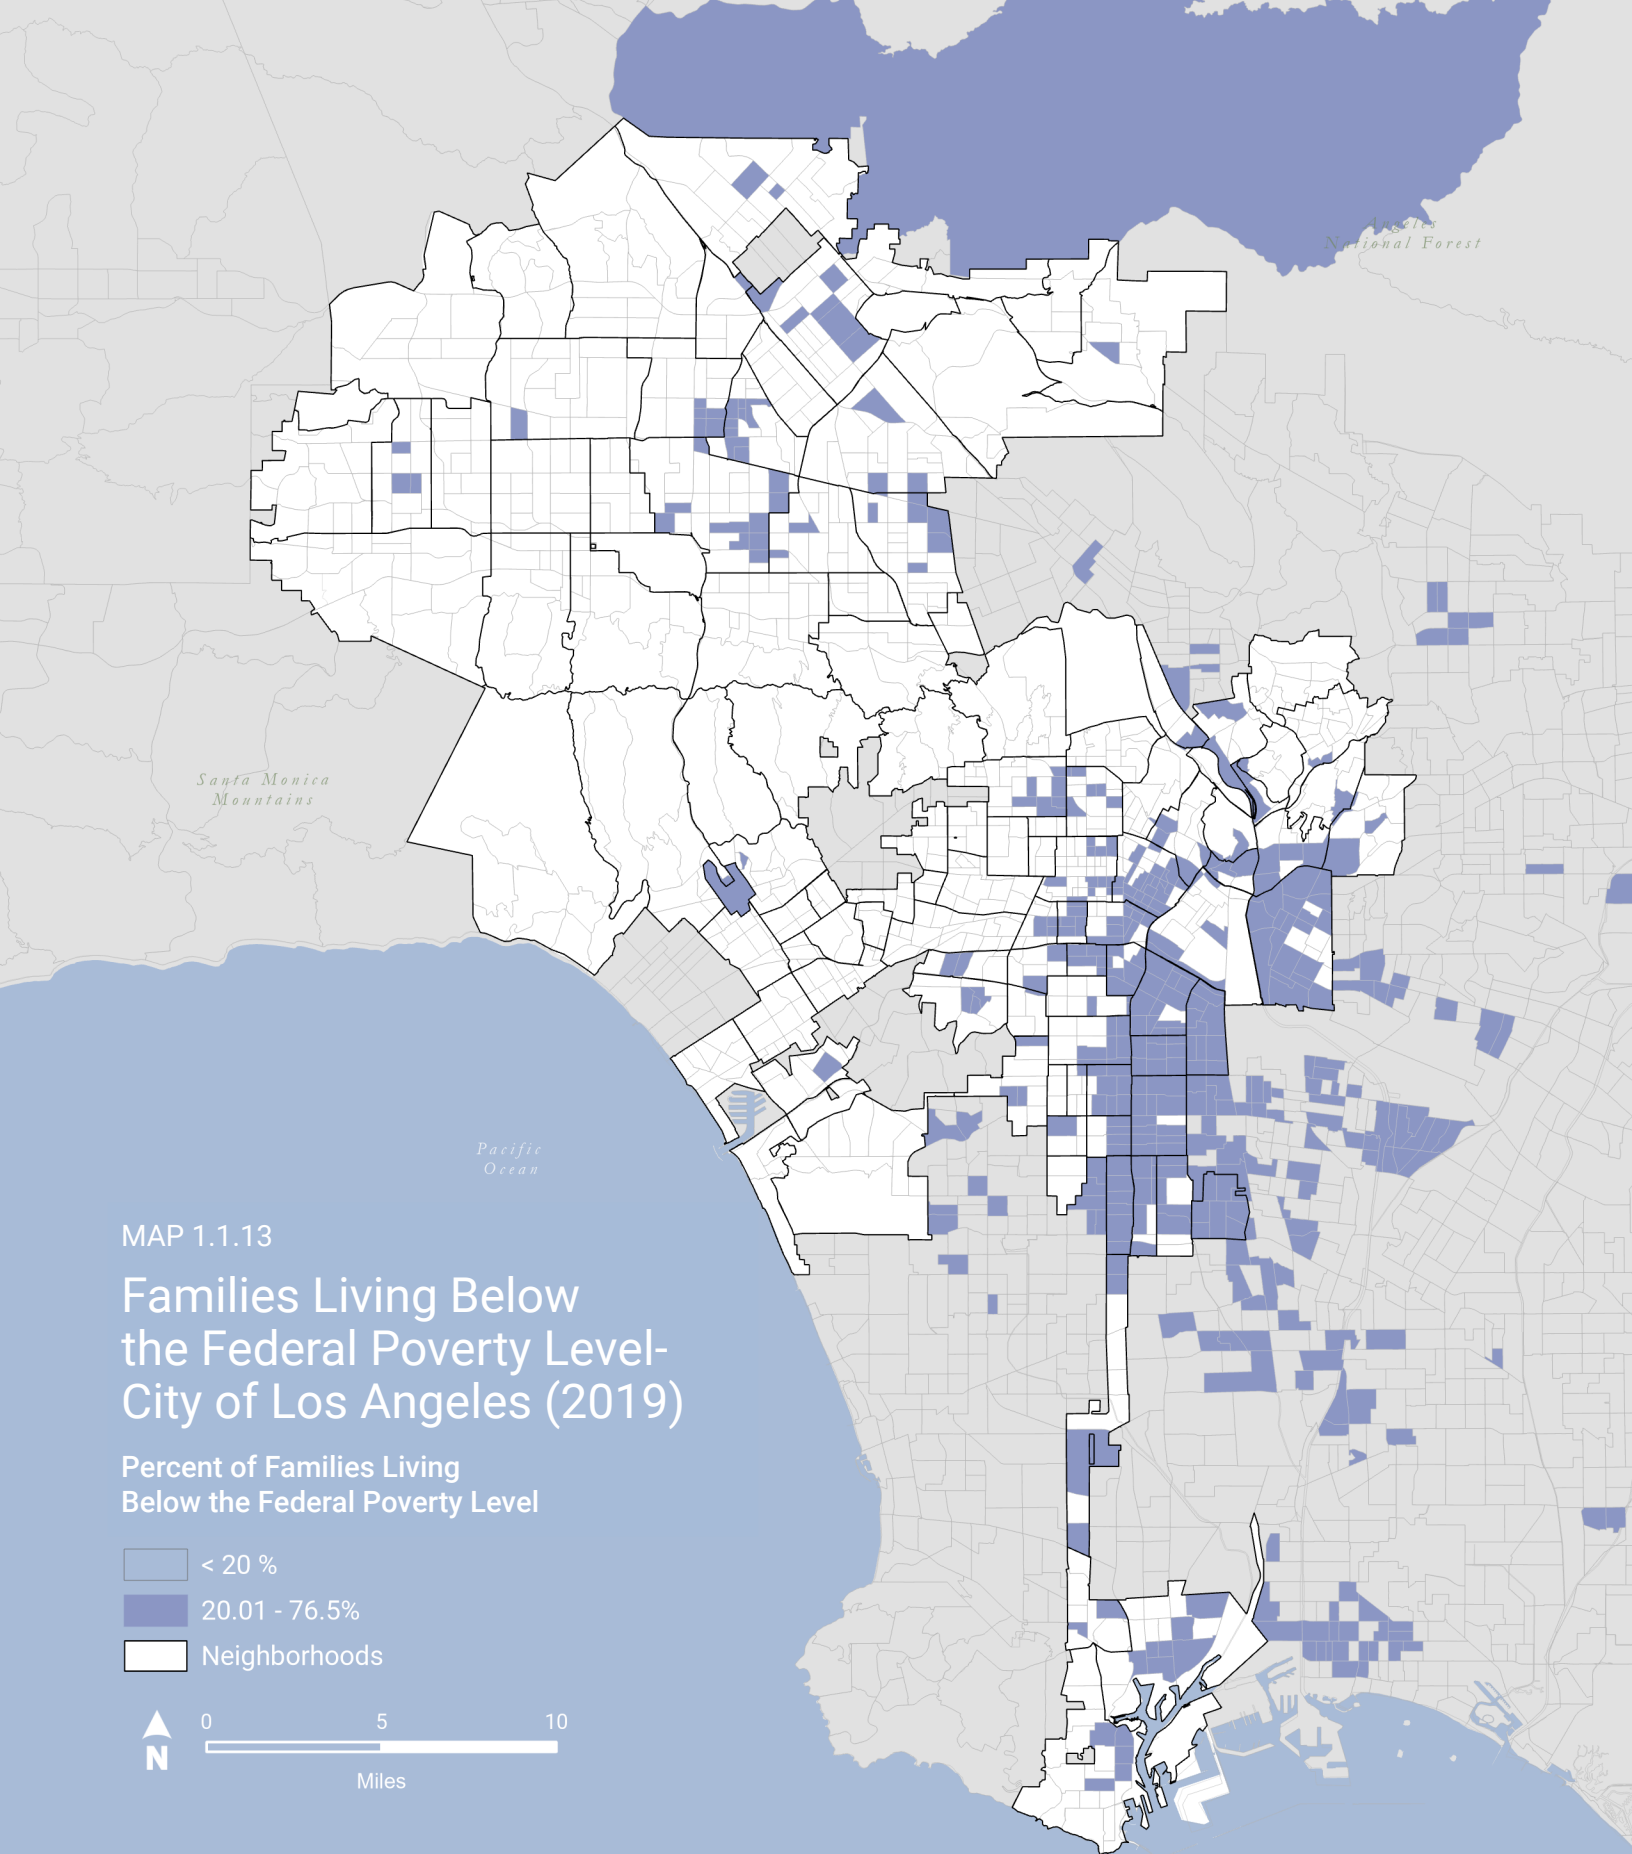 Angeles
National Forest
Santa Monica
Mountains
Pacific
Ocean
MAP 1.1.13
Families Living Below
the Federal Poverty Level-
City of Los Angeles (2019)
Percent of Families Living
Below the Federal Poverty Level
< 20 %
20.01 - 76.5%
Neighborhoods
0 5 10
N
Miles